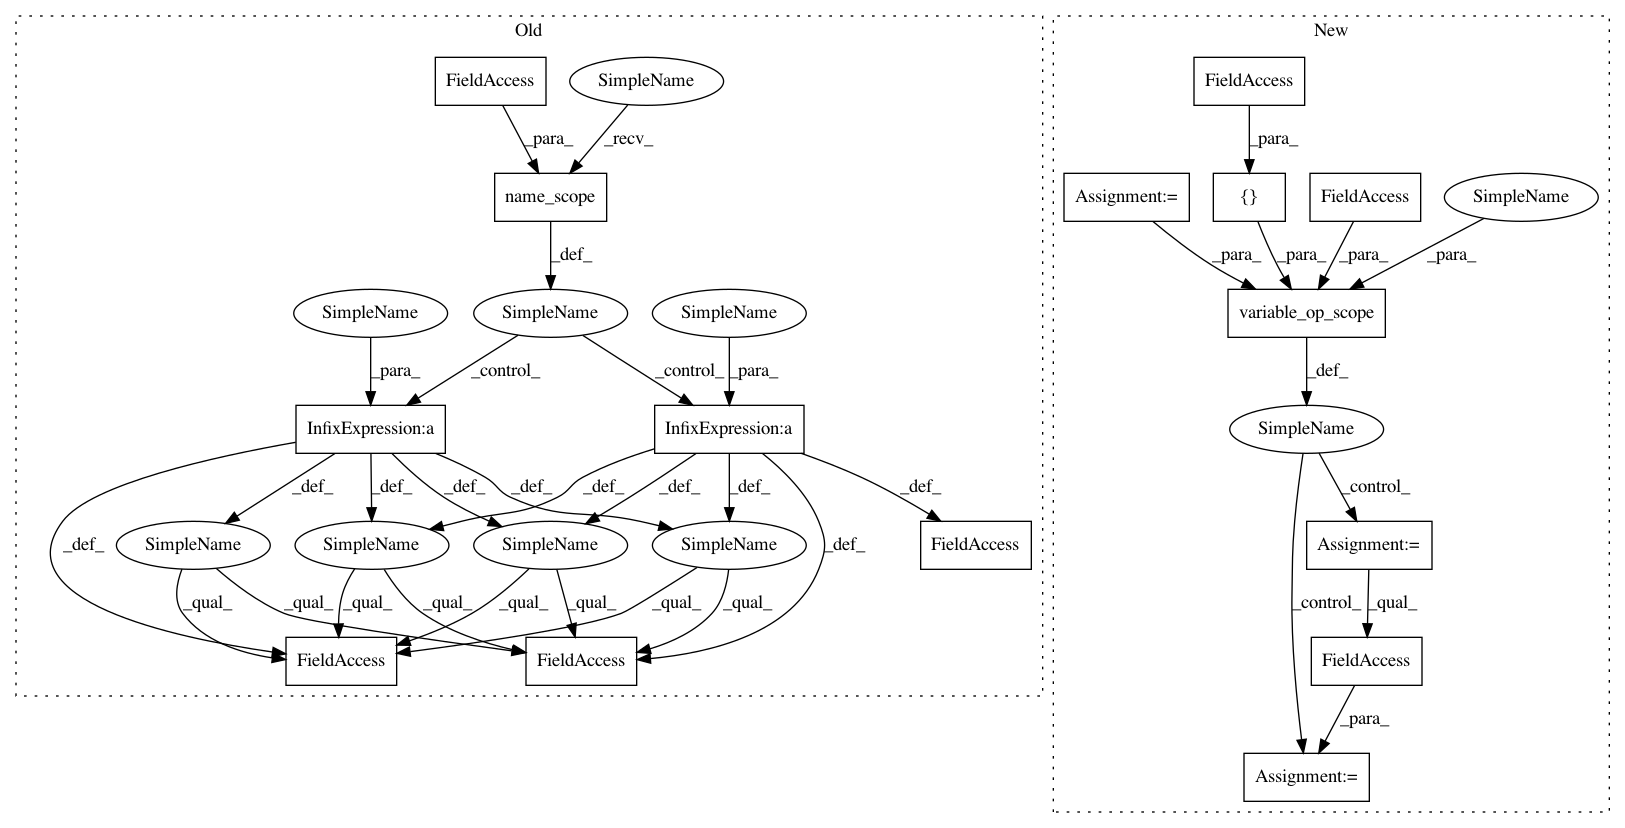 Old
New
FieldAccess
SimpleName
FieldAccess
_para_
_recv_
_para_
name_scope
Assignment:=
{}
FieldAccess
SimpleName
_def_
_para_
_para_
_para_
_para_
SimpleName
SimpleName
SimpleName
variable_op_scope
_para_
_control_
_control_
_para_
_def_
InfixExpression:a
InfixExpression:a
SimpleName
_def_
_def_
_def_
_def_
_def_
_def_
_def_
_def_
_control_
_def_
SimpleName
SimpleName
SimpleName
SimpleName
_def_
FieldAccess
Assignment:=
_qual_
_qual_
_qual_
_qual_
_qual_
_qual_
_qual_
_control_
_qual_
FieldAccess
FieldAccess
FieldAccess
_para_
Assignment:=